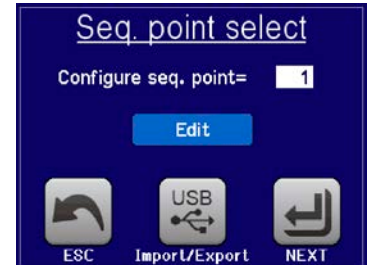 Seq. point select
Configure seq. point= 1
Edit
USB
ESC Import/Export NEXT